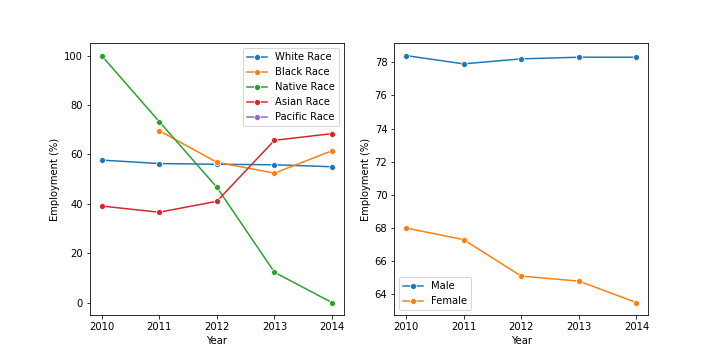 100
80
60
40
20
0
Employment (%)
2010 2011 2012 2013 2014
Year
White Race
Black Race
Native Race
Asian Race
Pacific Race
78
76
74
72
70
68
66
64
Employment (%)
2010 2011 2012 2013 2014
Year
Male
Female